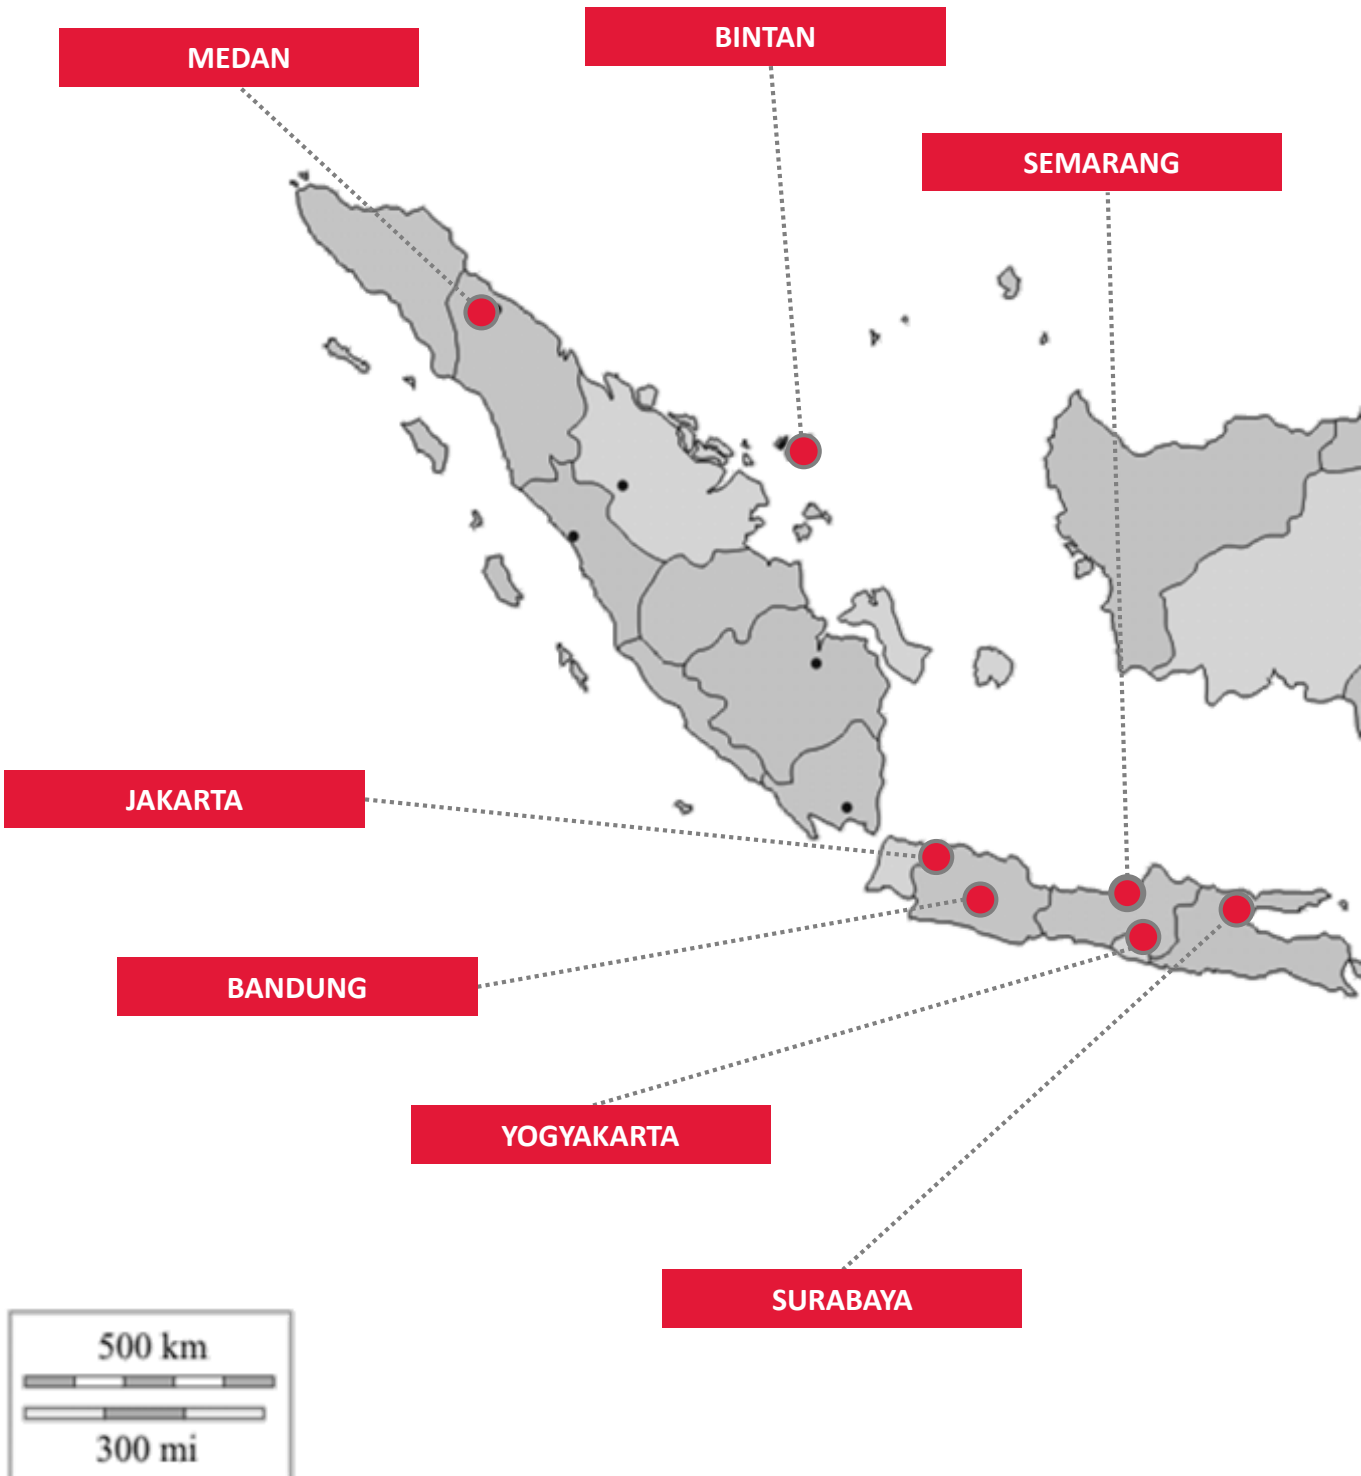 BINTAN
MEDAN
SEMARANG
JAKARTA
BANDUNG
YOGYAKARTA
SURABAYA
500 km
300 mi